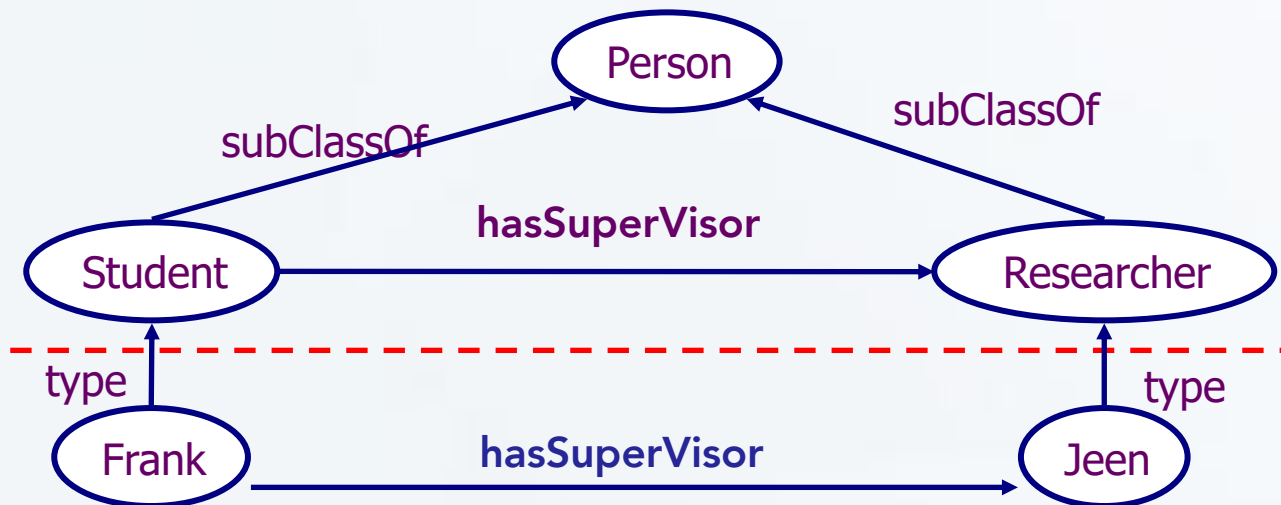 Person
subClassOf
subClassOf
hasSuperVisor
Student
Researcher
type
type
Frank
hasSuperVisor
Jeen